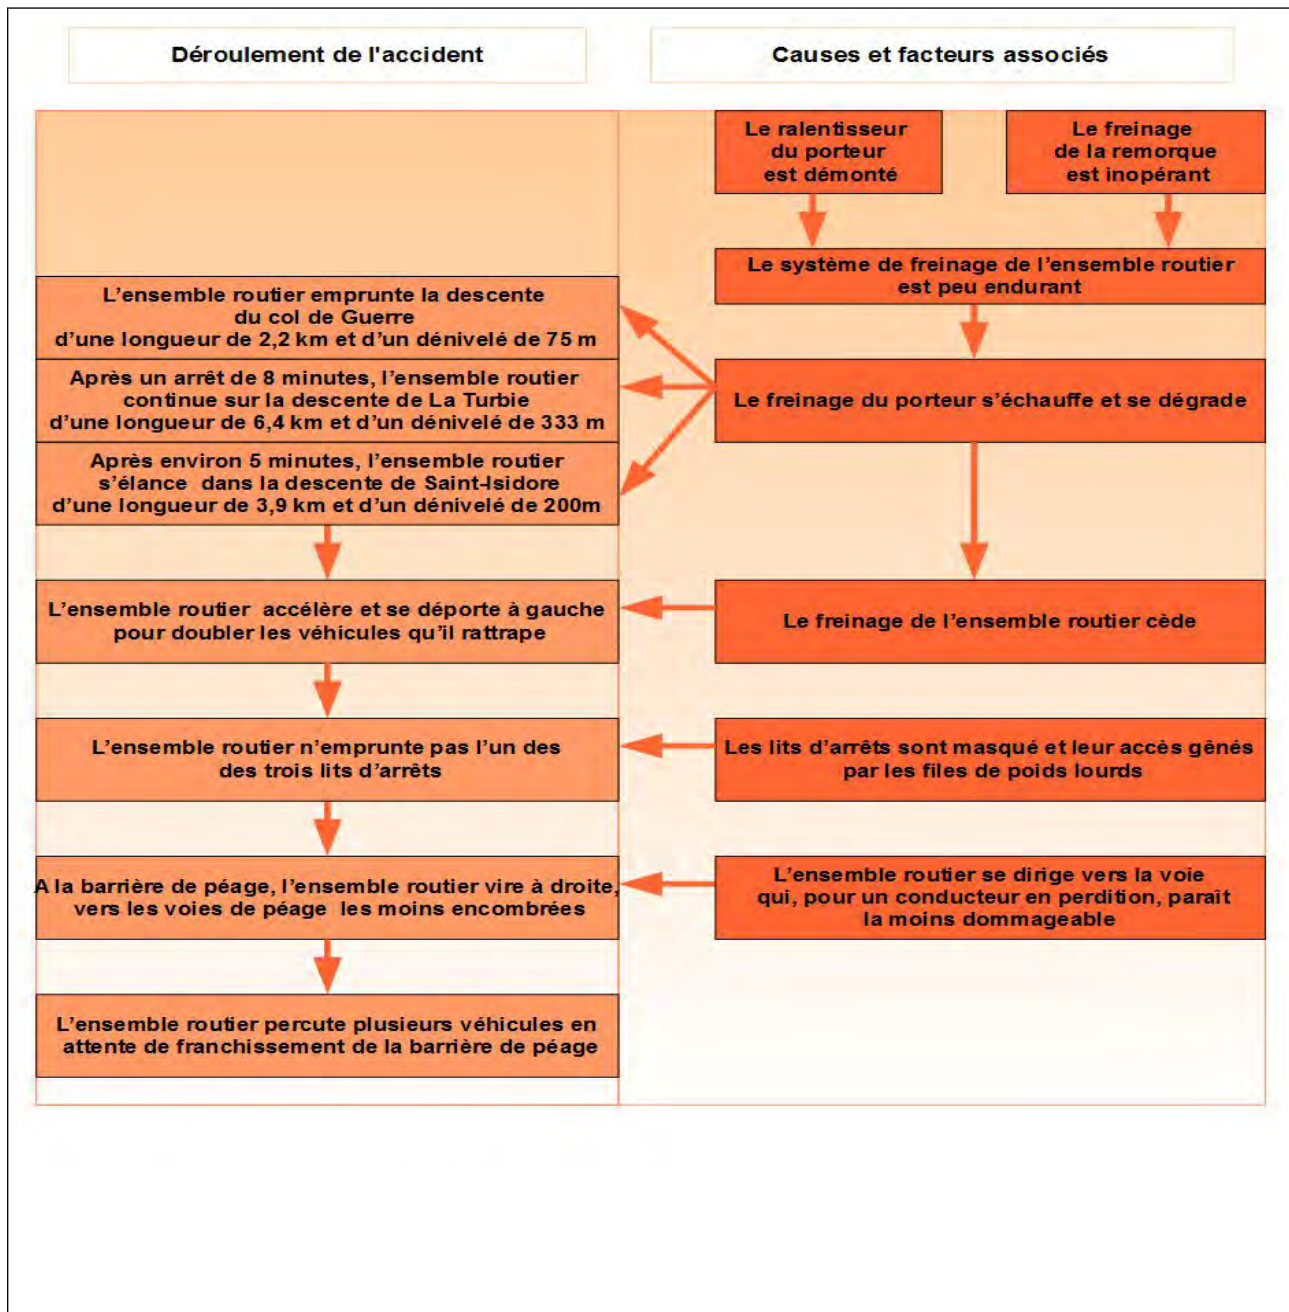 Déroulement de l'accident
Causes et facteurs associés
Le ralentisseur
du porteur
est démonté
Le freinage
de la remorque
est inopérant
Le système de freinage de l'ensemble routier
est peu endurant
L'ensemble routier emprunte la descente
du col de Guerre
d'une longueur de 2,2 km et d'un dénivelé de 75 m
Après un arrêt de 8 minutes, l'ensemble routier
continue sur la descente de La Turbie
d'une longueur de 6,4 km et d'un dénivelé de 333 m
Le freinage du porteur s'échauffe et se dégrade
Après environ 5 minutes, l'ensemble routier
s'élance dans la descente de Saint-Isidore
d'une longueur de 3,9 km et d'un dénivelé de 200m
L'ensemble routier accélère et se déporte à gauche
pour doubler les véhicules qu'il rattrape
Le freinage de l'ensemble routier cède
L'ensemble routier n'emprunte pas l'un des
des trois lits d'arrêts
Les lits d'arrêts sont masqué et leur accès gênés
par les files de poids lourds
A la barrière de péage, l'ensemble routier vire à droite,
vers les voies de péage les moins encombrées
L'ensemble routier se dirige vers la voie
qui, pour un conducteur en perdition, paraît
la moins dommageable
L'ensemble routier percute plusieurs véhicules en
attente de franchissement de la barrière de péage